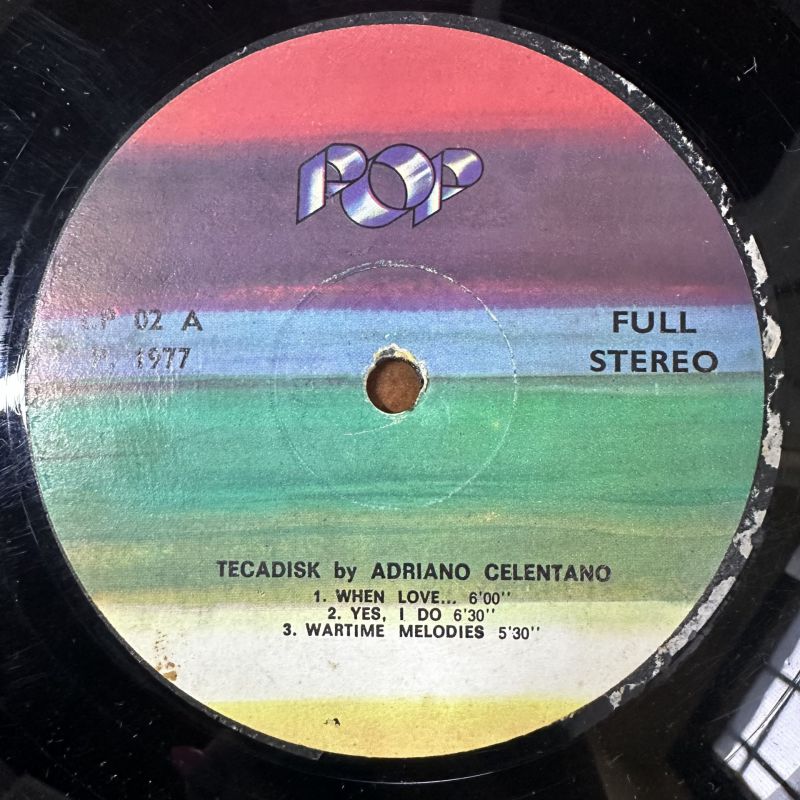 POP
LP 02 A
P. 1977
FULL
STEREO
TECADISK by ADRIANO CELENTANO
1. WHEN LOVE... 6'00''
2. YES, I DO 6'30''
3. WARTIME MELODIES 5'30''